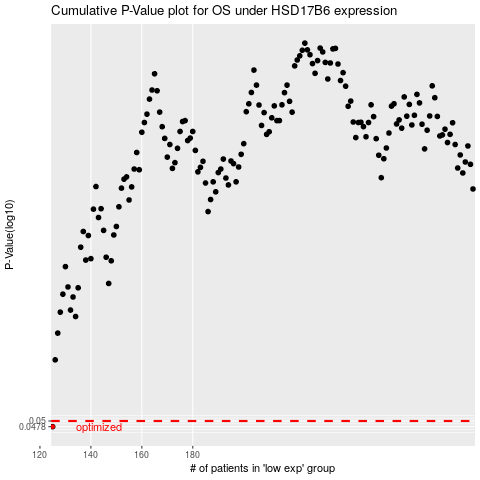 Cumulative P-Value plot for OS under HSD17B6 expression
P-Value(log10)
0.05
0.0478
optimized
120 140 160 180
# of patients in 'low exp' group